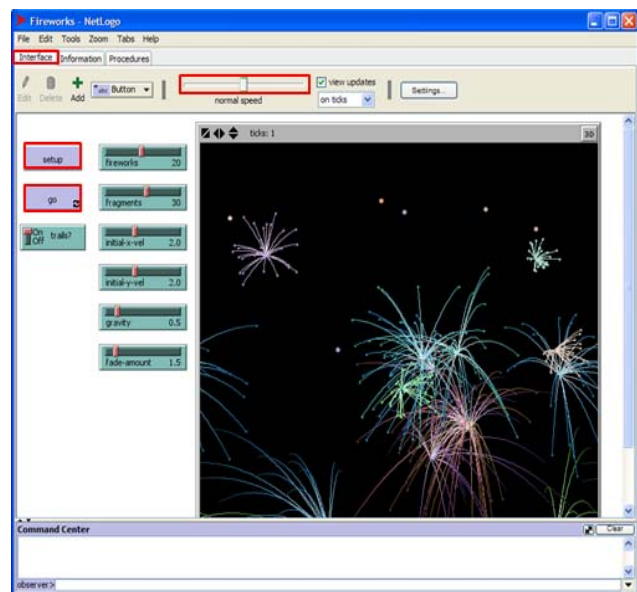 Fireworks - NetLogo
File Edit Tools Zoom Tabs Help
Interface Information Procedures
Edit Delete Add
abc Button
normal speed
view updates
on ticks
Settings...
ticks: 1
3D
setup
go
On
Off
trails?
fireworks 20
fragments 30
initial-x-vel 2.0
initial-y-vel 2.0
gravity 0.5
fade-amount 1.5
Command Center
Clear
observer>